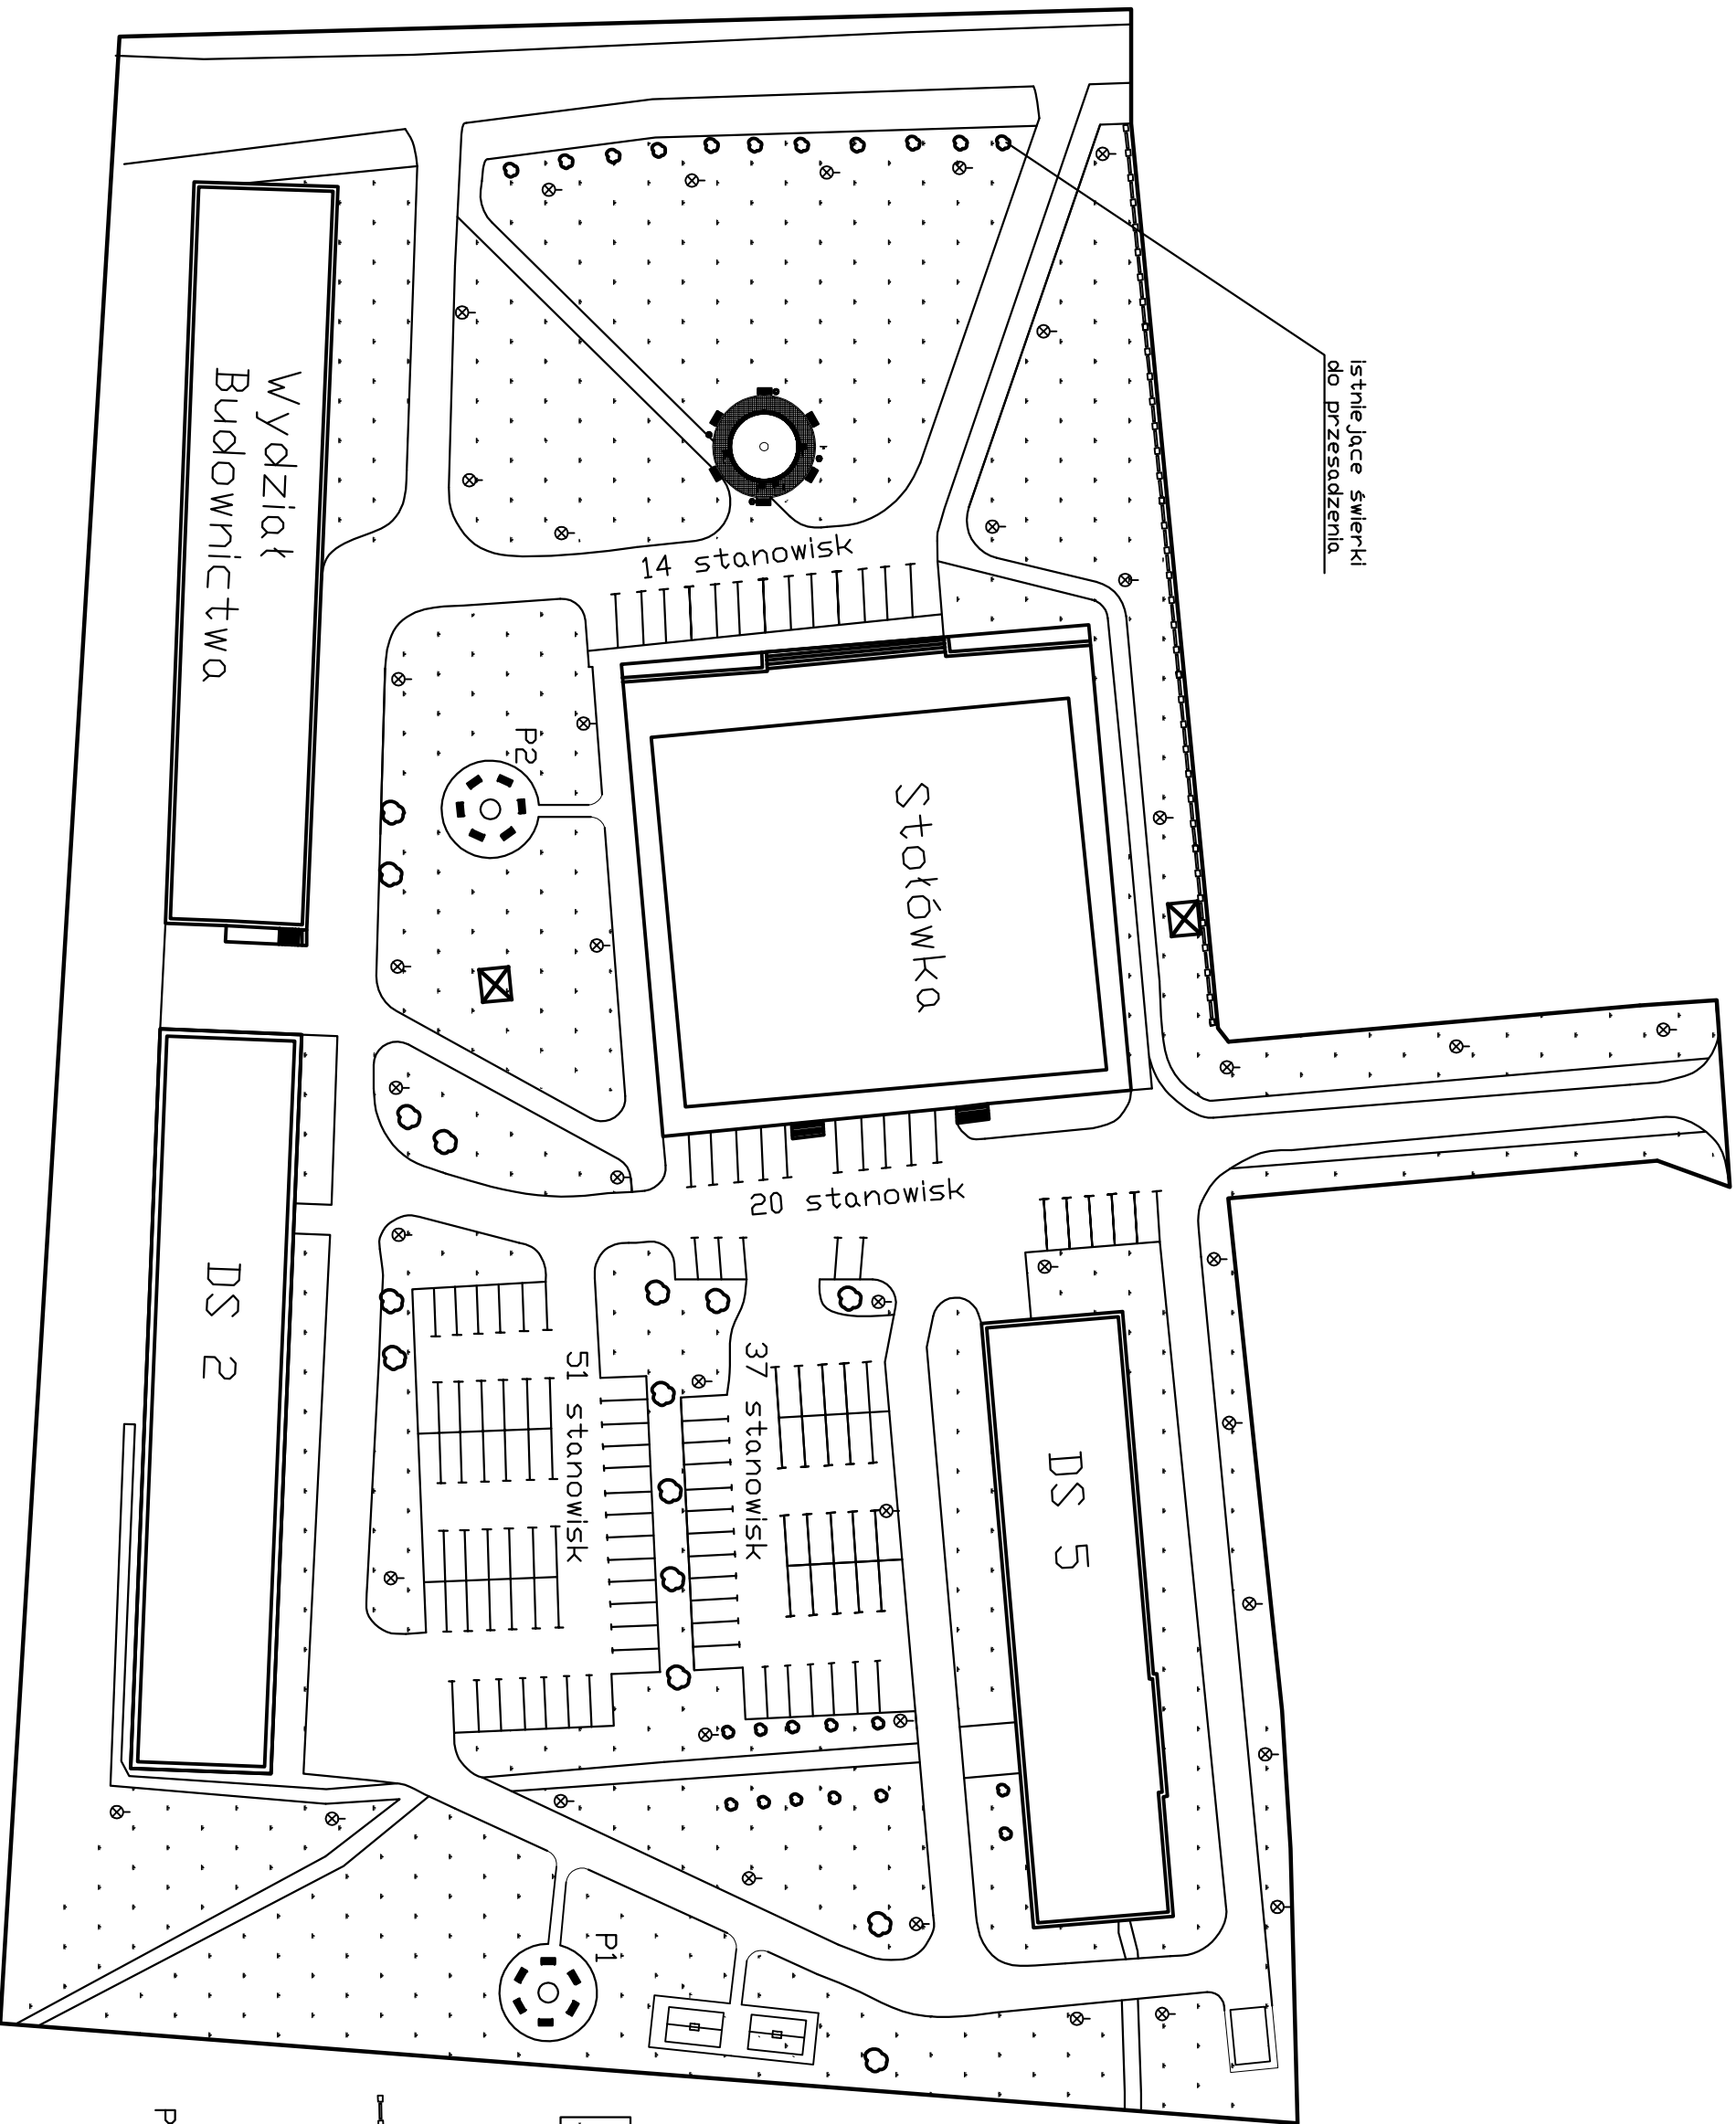 istniejące świerki
do przesadzenia
14 stanowisk
Wydział
Budownictwa
P2
Stołówka
20 stanowisk
DS 2
51 stanowisk
37 stanowisk
DS 5
P1
P